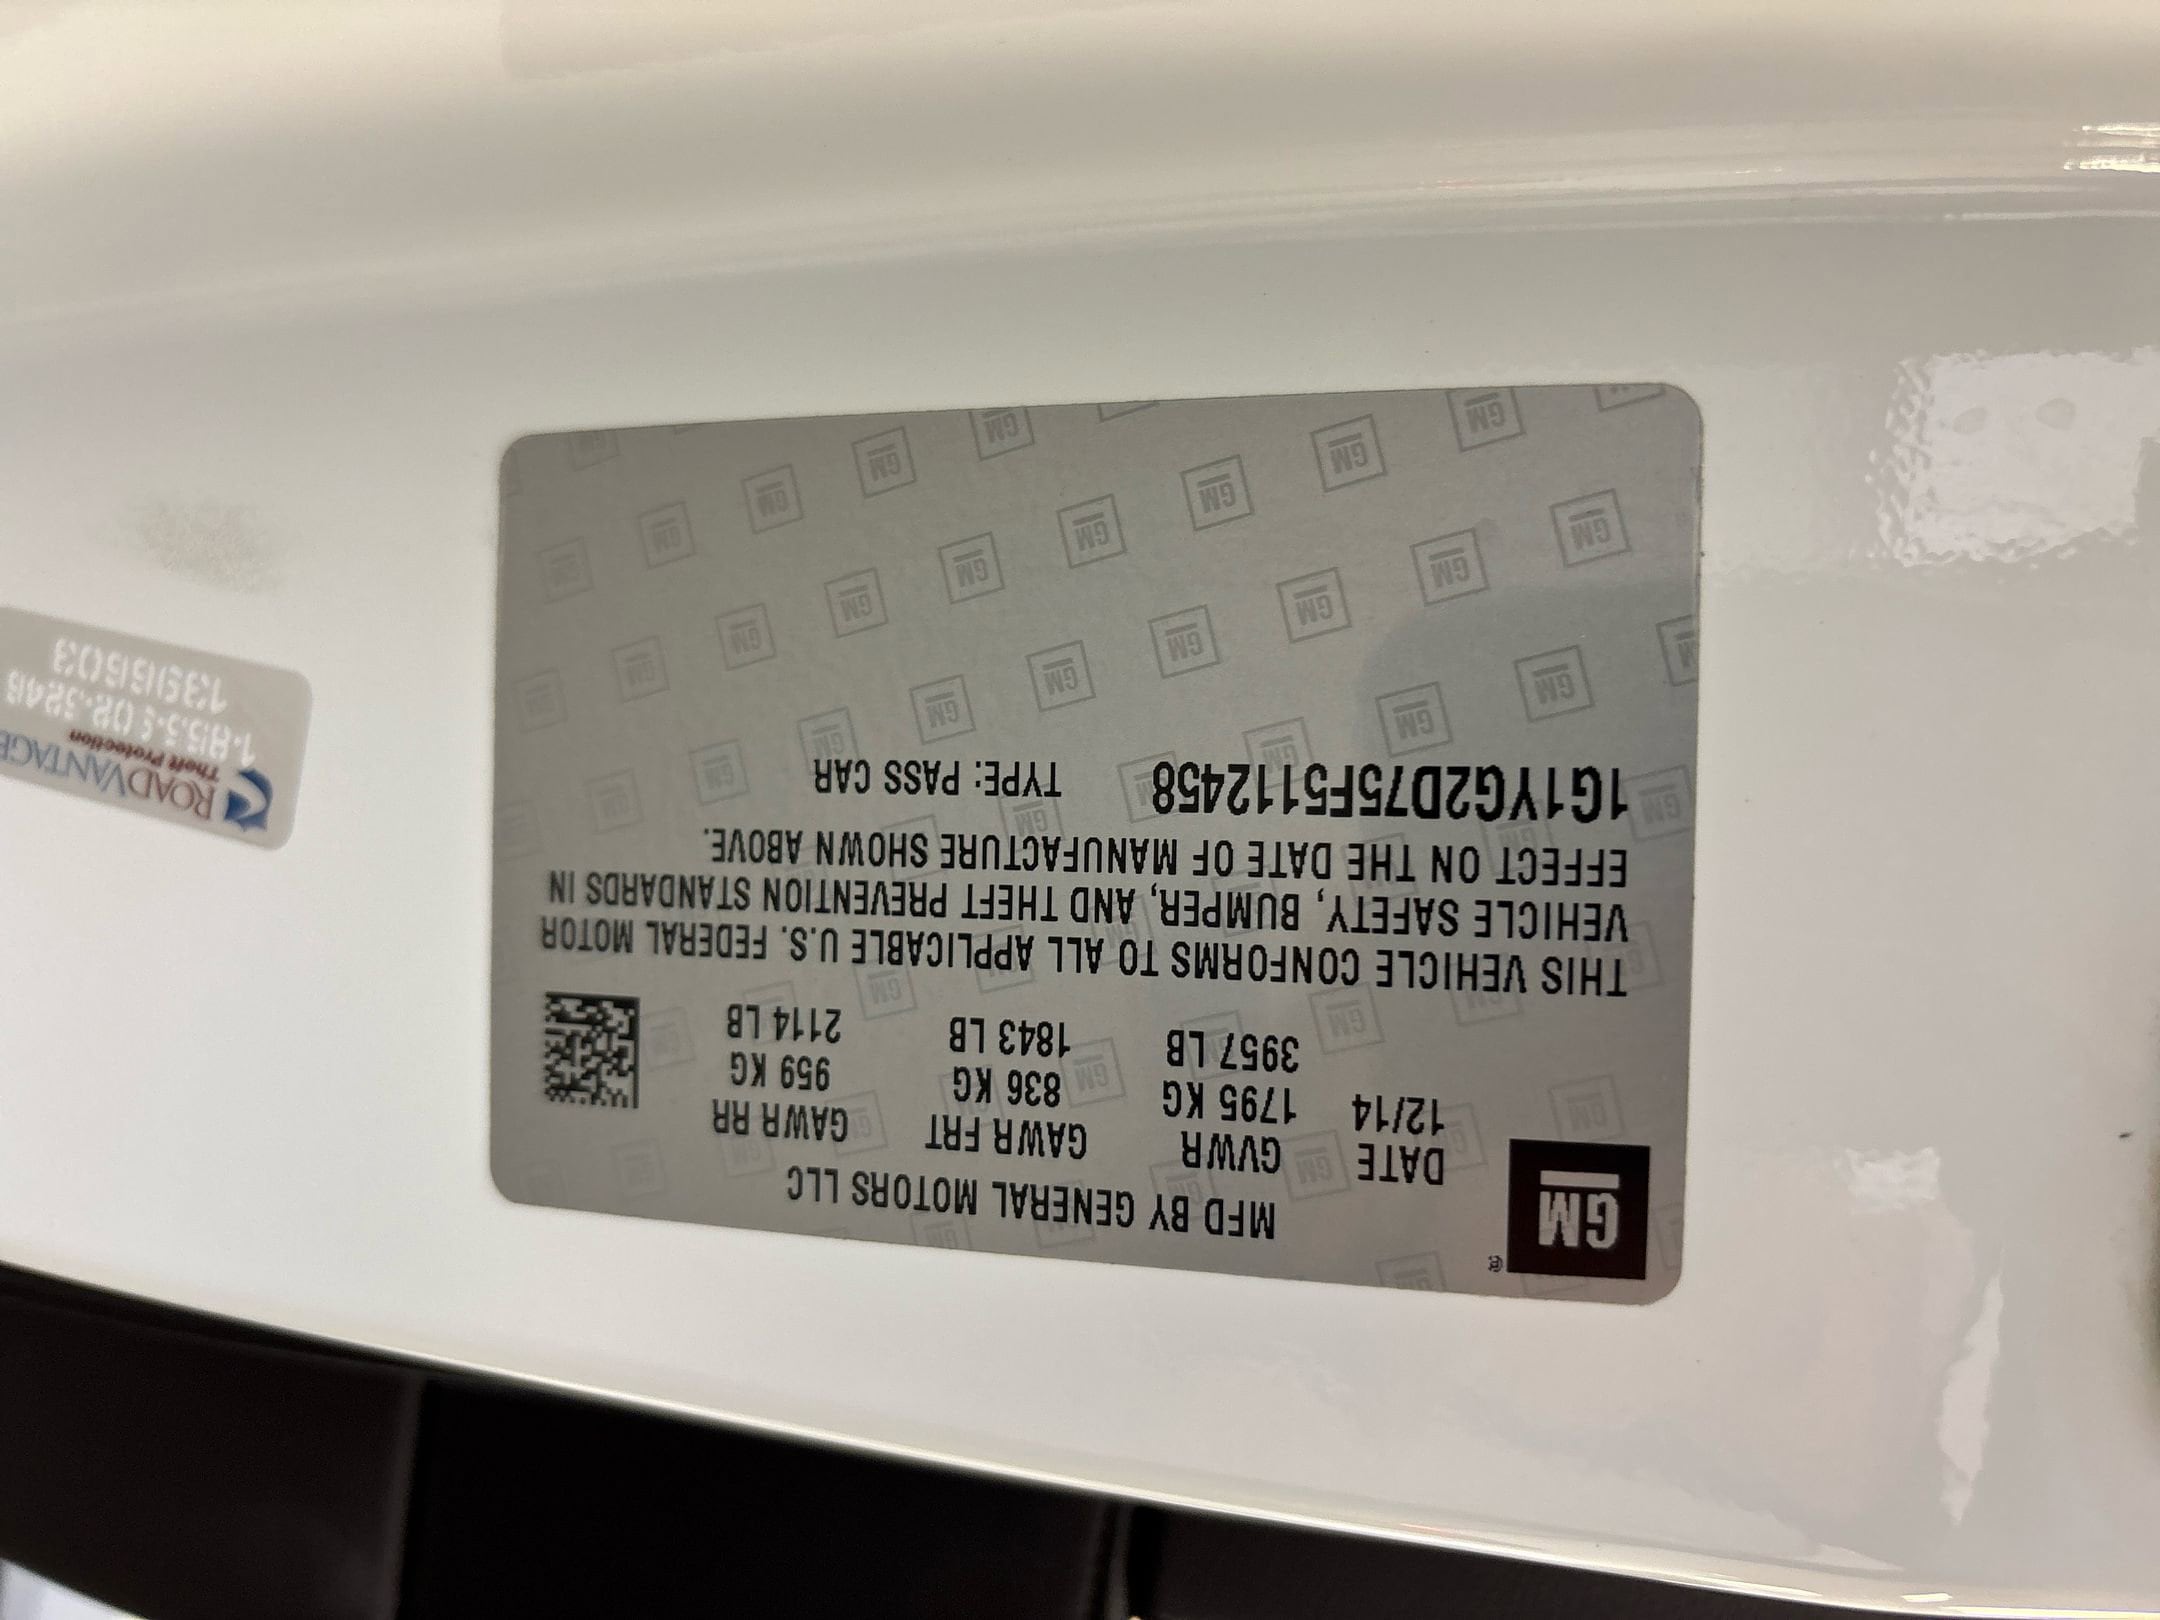 GM
®
MFD BY GENERAL MOTORS LLC
DATE GVWR GAWR FRT GAWR RR
12/14 1795 KG 836 KG 959 KG
3957 LB 1843 LB 2114 LB
THIS VEHICLE CONFORMS TO ALL APPLICABLE U.S. FEDERAL MOTOR
VEHICLE SAFETY, BUMPER, AND THEFT PREVENTION STANDARDS IN
EFFECT ON THE DATE OF MANUFACTURE SHOWN ABOVE.
1G1YG2D75F5112458 TYPE: PASS CAR
ROADVANTAGE
Theft Protection